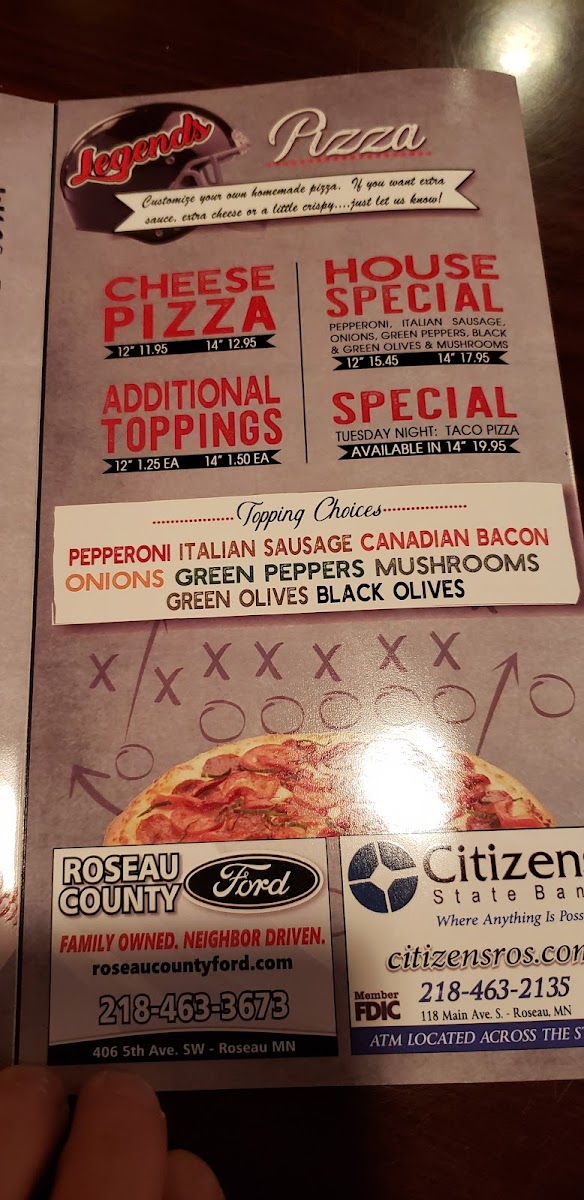 Legends
Pizza
Customize your own homemade pizza. If you want extra
sauce, extra cheese or a little crispy....just let us know!
CHEESE
PIZZA
12" 11.95 14" 12.95
HOUSE
SPECIAL
PEPPERONI, ITALIAN SAUSAGE,
ONIONS, GREEN PEPPERS, BLACK
& GREEN OLIVES & MUSHROOMS
12" 15.45 14" 17.95
ADDITIONAL
TOPPINGS
12" 1.25 EA 14" 1.50 EA
SPECIAL
TUESDAY NIGHT: TACO PIZZA
AVAILABLE IN 14" 19.95
Topping Choices
PEPPERONI ITALIAN SAUSAGE CANADIAN BACON
ONIONS GREEN PEPPERS MUSHROOMS
GREEN OLIVES BLACK OLIVES
ROSEAU
COUNTY
Ford
FAMILY OWNED. NEIGHBOR DRIVEN.
roseaucountyford.com
218-463-3673
406 5th Ave. SW - Roseau MN
Citizens
State Ban
Where Anything Is Poss
citizensros.com
Member
FDIC
218-463-2135
118 Main Ave. S. - Roseau, MN
ATM LOCATED ACROSS THE S